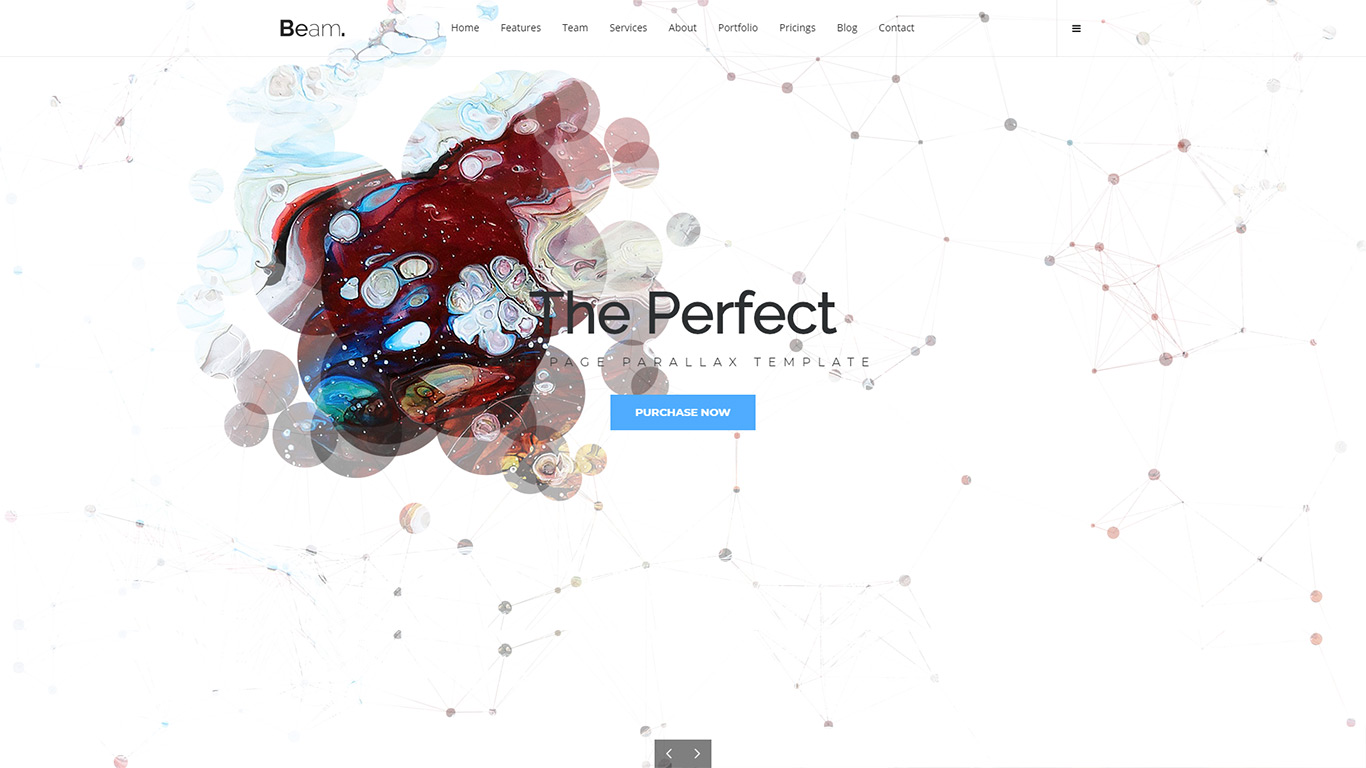 Beam.
Home Features Team Services About Portfolio Pricings Blog Contact
The Perfect
PAGE PARALLAX TEMPLATE
PURCHASE NOW